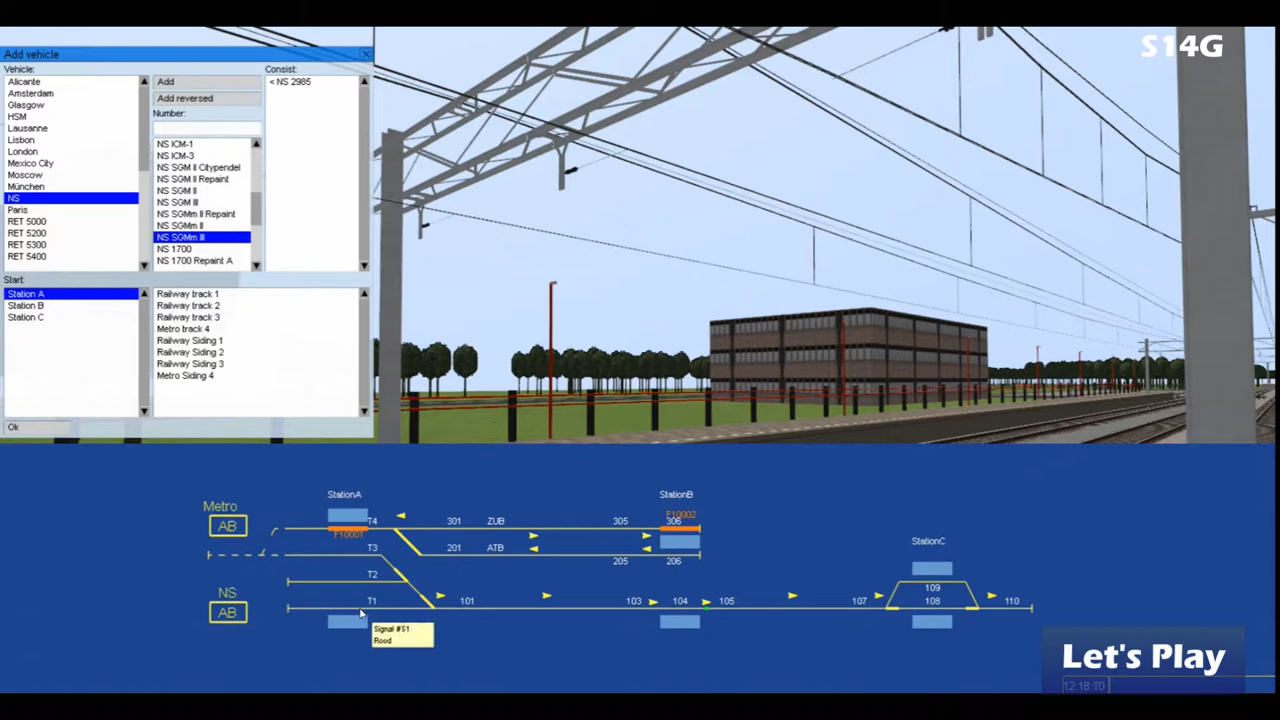 S14G
Add vehicle
Vehicle:
Alicante
Amsterdam
Glasgow
HSM
Lausanne
Lisbon
London
Mexico City
Moscow
München
NS
Paris
RET 5000
RET 5200
RET 5300
RET 5400
Add
Add reversed
Number:
NS ICM-1
NS ICM-3
NS SGM II Citypendel
NS SGM II Repaint
NS SGM II
NS SGM III
NS SGMm II Repaint
NS SGMm II
NS SGMm III
NS 1700
NS 1700 Repaint A
Consist:
< NS 2985
Start:
Station A
Station B
Station C
Railway track 1
Railway track 2
Railway track 3
Metro track 4
Railway Siding 1
Railway Siding 2
Railway Siding 3
Metro Siding 4
Ok
StationA
StationB
Metro
AB
T4
301
ZUB
305
306
F10001
F10002
T3
201
ATB
205
206
StationC
T2
NS
AB
T1
101
103
104
105
107
109
108
110
Signal #S1
Rood
Let's Play
12:18:10